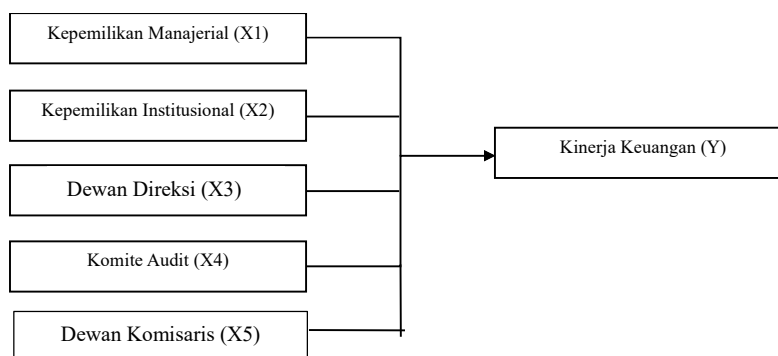 Kepemilikan Manajerial (X1)
Kepemilikan Institusional (X2)
Kinerja Keuangan (Y)
Dewan Direksi (X3)
Komite Audit (X4)
Dewan Komisaris (X5)